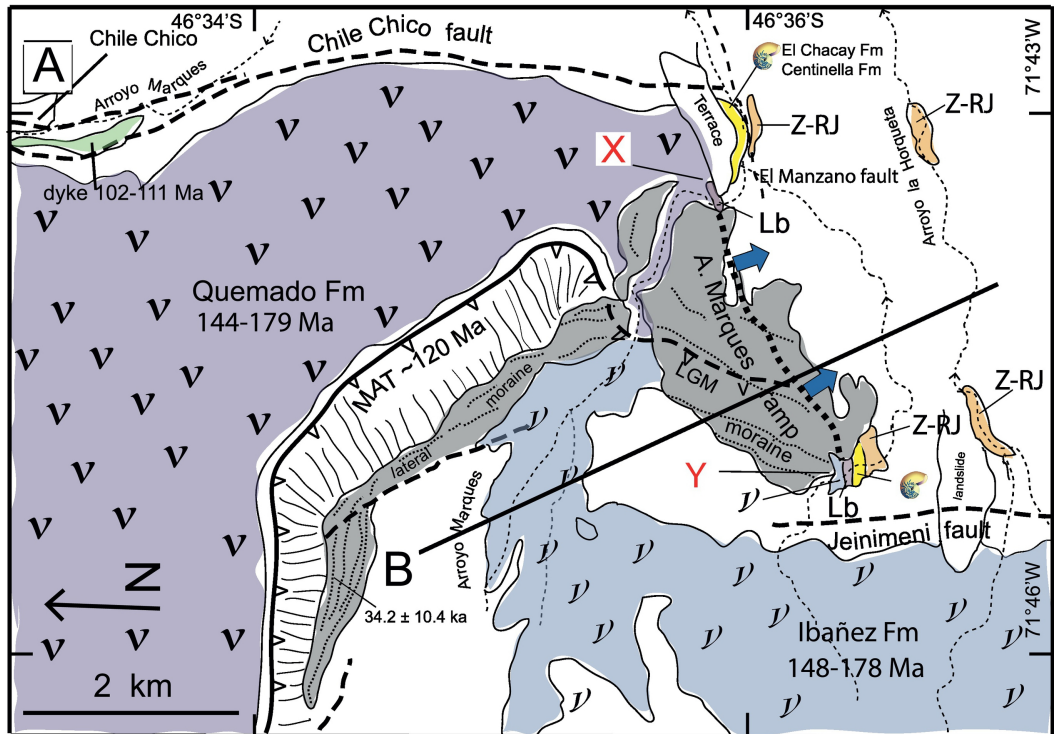 46°34'S
46°36'S
71°43'W
Chile Chico
A
Chile Chico fault
Arroyo Marques
dyke 102-111 Ma
El Chacay Fm
Centinella Fm
Terrace
Z-RJ
Z-RJ
X
El Manzano fault
Arroyo la Horqueta
Lb
Quemado Fm
144-179 Ma
MAT ~120 Ma
A. Marques
ramp
LGM
moraine
lateral
moraine
Z-RJ
Z-RJ
Y
Lb
landslide
Arroyo Marques
B
Jeinimeni fault
N
34.2 ± 10.4 ka
2 km
Ibañez Fm
148-178 Ma
71°46'W